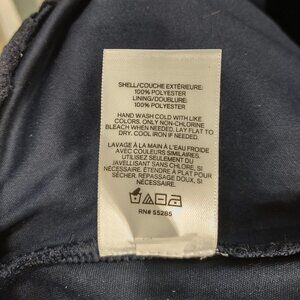 SHELL/COUCHE EXTÉRIEURE:
100% POLYESTER
LINING/DOUBLURE:
100% POLYESTER
HAND WASH COLD WITH LIKE
COLORS. ONLY NON-CHLORINE
BLEACH WHEN NEEDED. LAY FLAT TO
DRY. COOL IRON IF NEEDED.
LAVAGE À LA MAIN À L'EAU FROIDE
AVEC COULEURS SIMILAIRES.
UTILISEZ SEULEMENT DU
JAVELLISANT SANS CHLORE, SI
NÉCESSAIRE. ÉTENDRE À PLAT POUR
SÉCHER. REPASSAGE DOUX, SI
NÉCESSAIRE.
RN# 55285